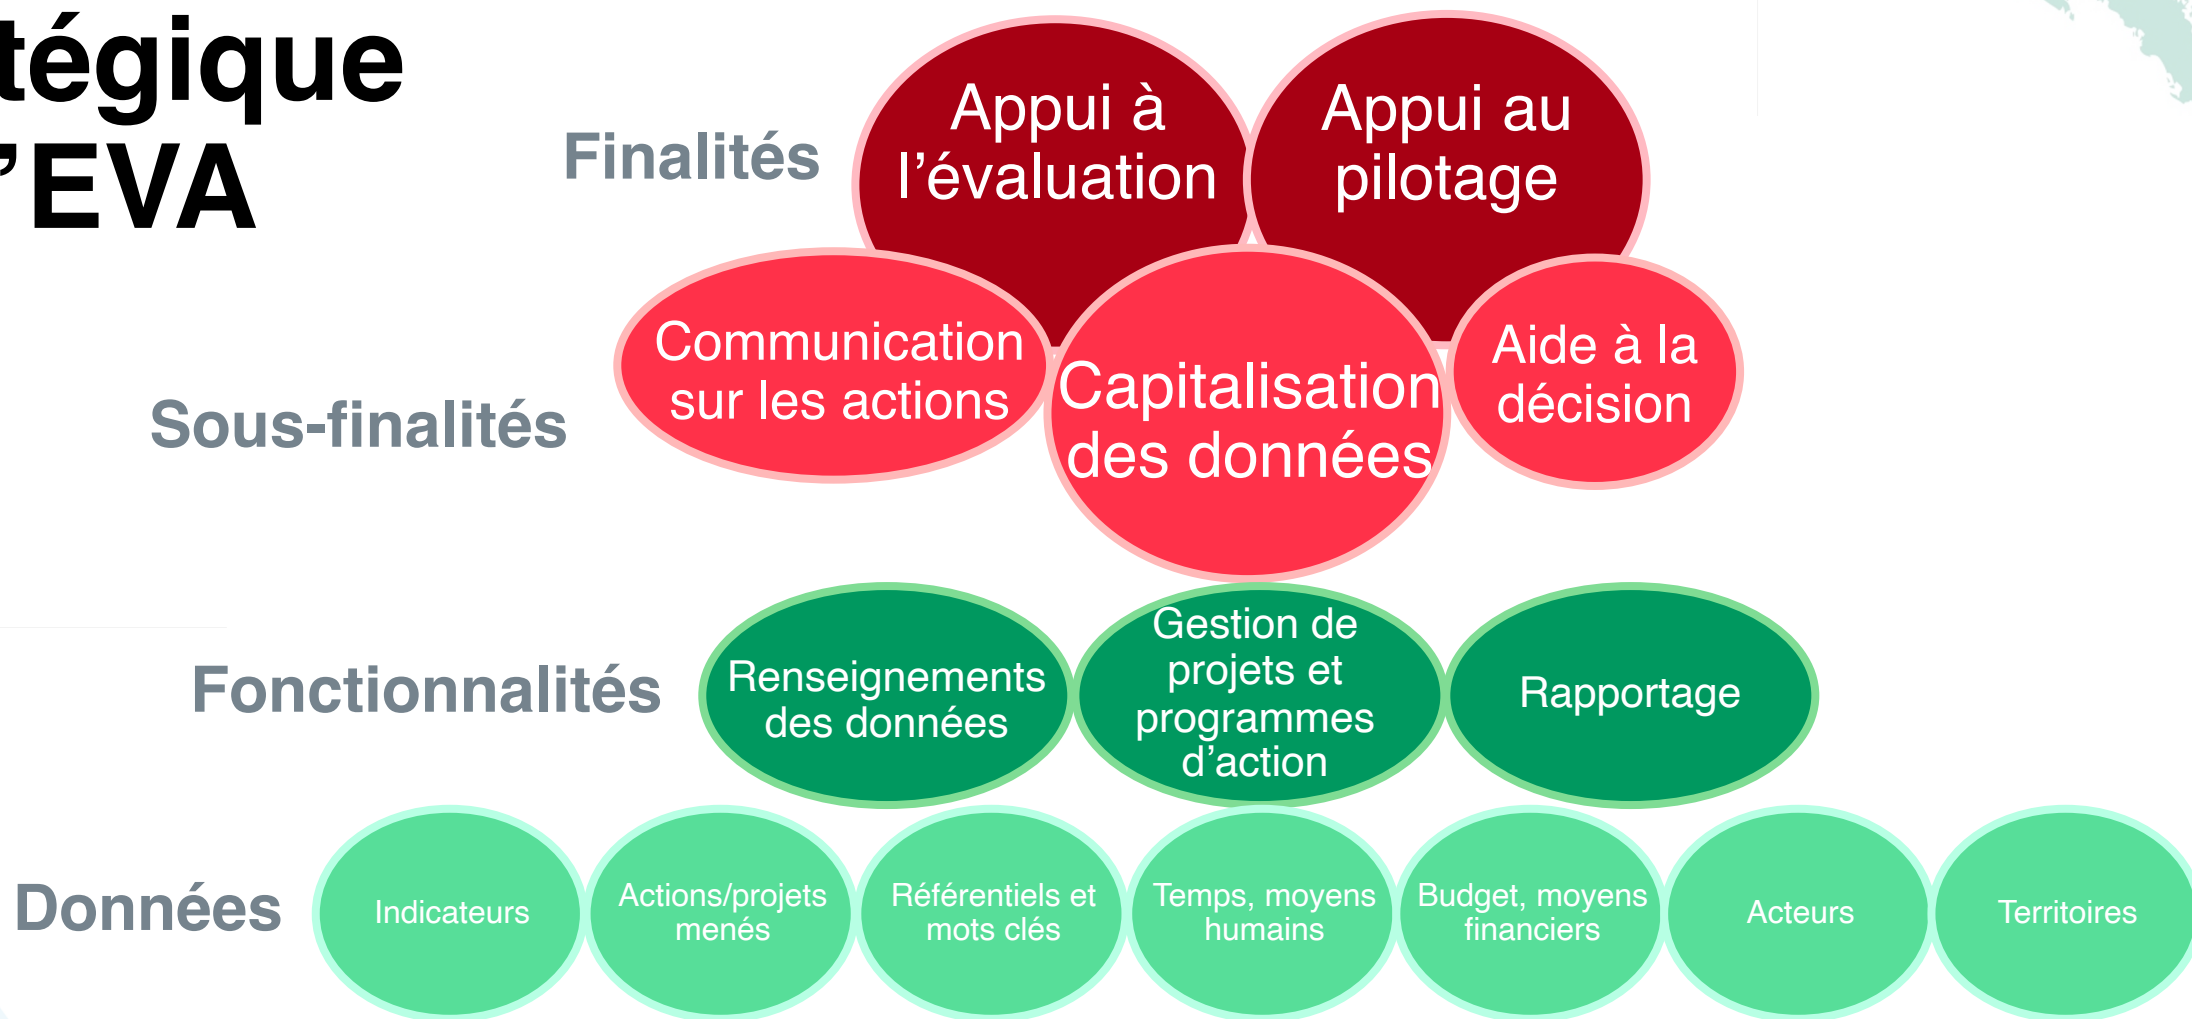 tégique
’EVA
Finalités
Appui à
l’évaluation
Appui au
pilotage
Sous-finalités
Communication
sur les actions
Capitalisation
des données
Aide à la
décision
Fonctionnalités
Renseignements
des données
Gestion de
projets et
programmes
d’action
Rapportage
Données
Indicateurs
Actions/projets
menés
Référentiels et
mots clés
Temps, moyens
humains
Budget, moyens
financiers
Acteurs
Territoires